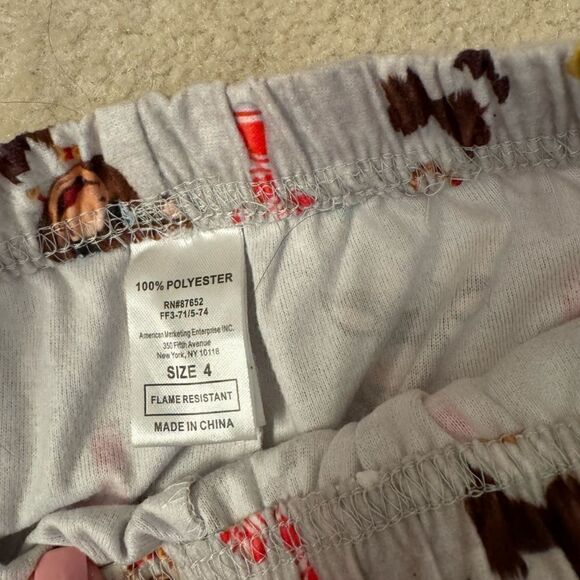 100% POLYESTER
RN#87652
FF3-71/5-74
American Marketing Enterprise INC.
350 Fifth Avenue
New York, NY 10118
SIZE 4
FLAME RESISTANT
MADE IN CHINA